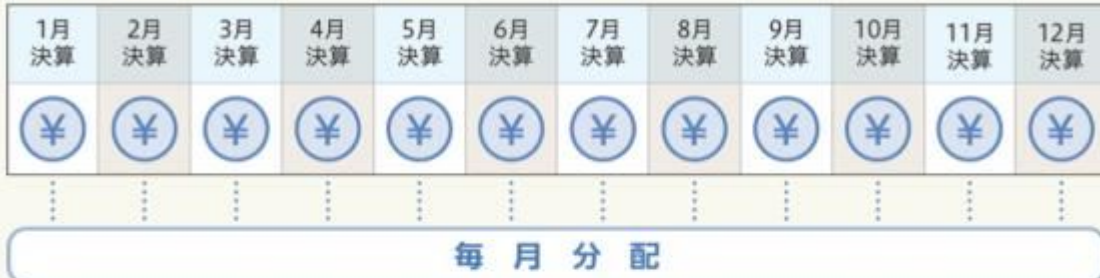 1月 2月 3月 4月 5月 6月 7月 8月 9月 10月 11月 12月
決算 決算 決算 決算 決算 決算 決算 決算 決算 決算 決算 決算
¥ ¥ ¥ ¥ ¥ ¥ ¥ ¥ ¥ ¥ ¥ ¥
毎月分配